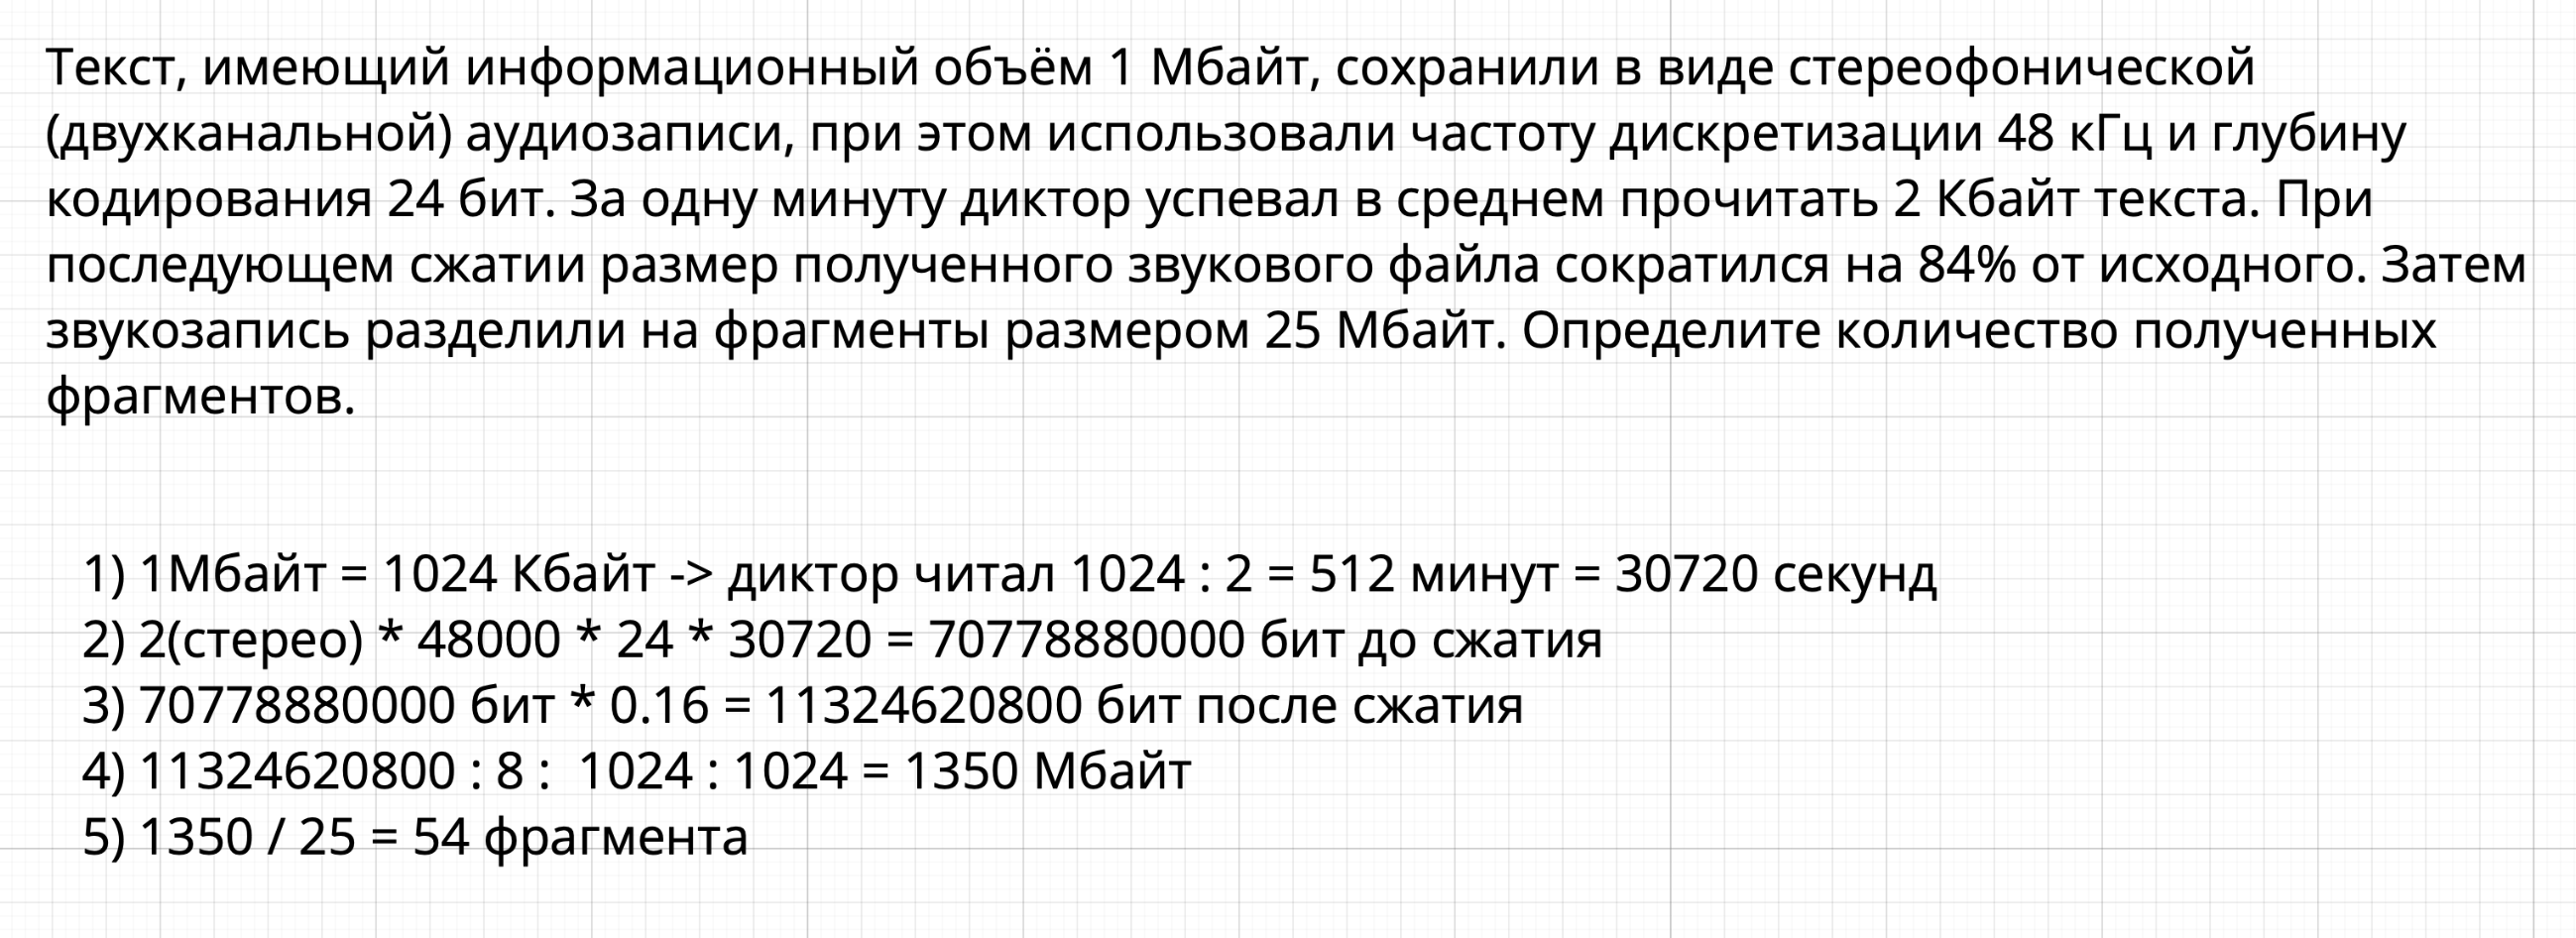 Текст, имеющий информационный объём 1 Мбайт, сохранили в виде стереофонической
(двухканальной) аудиозаписи, при этом использовали частоту дискретизации 48 кГц и глубину
кодирования 24 бит. За одну минуту диктор успевал в среднем прочитать 2 Кбайт текста. При
последующем сжатии размер полученного звукового файла сократился на 84% от исходного. Затем
звукозапись разделили на фрагменты размером 25 Мбайт. Определите количество полученных
фрагментов.
1) 1Мбайт = 1024 Кбайт -> диктор читал 1024 : 2 = 512 минут = 30720 секунд
2) 2(стерео) * 48000 * 24 * 30720 = 70778880000 бит до сжатия
3) 70778880000 бит * 0.16 = 11324620800 бит после сжатия
4) 11324620800 : 8 :  1024 : 1024 = 1350 Мбайт
5) 1350 / 25 = 54 фрагмента